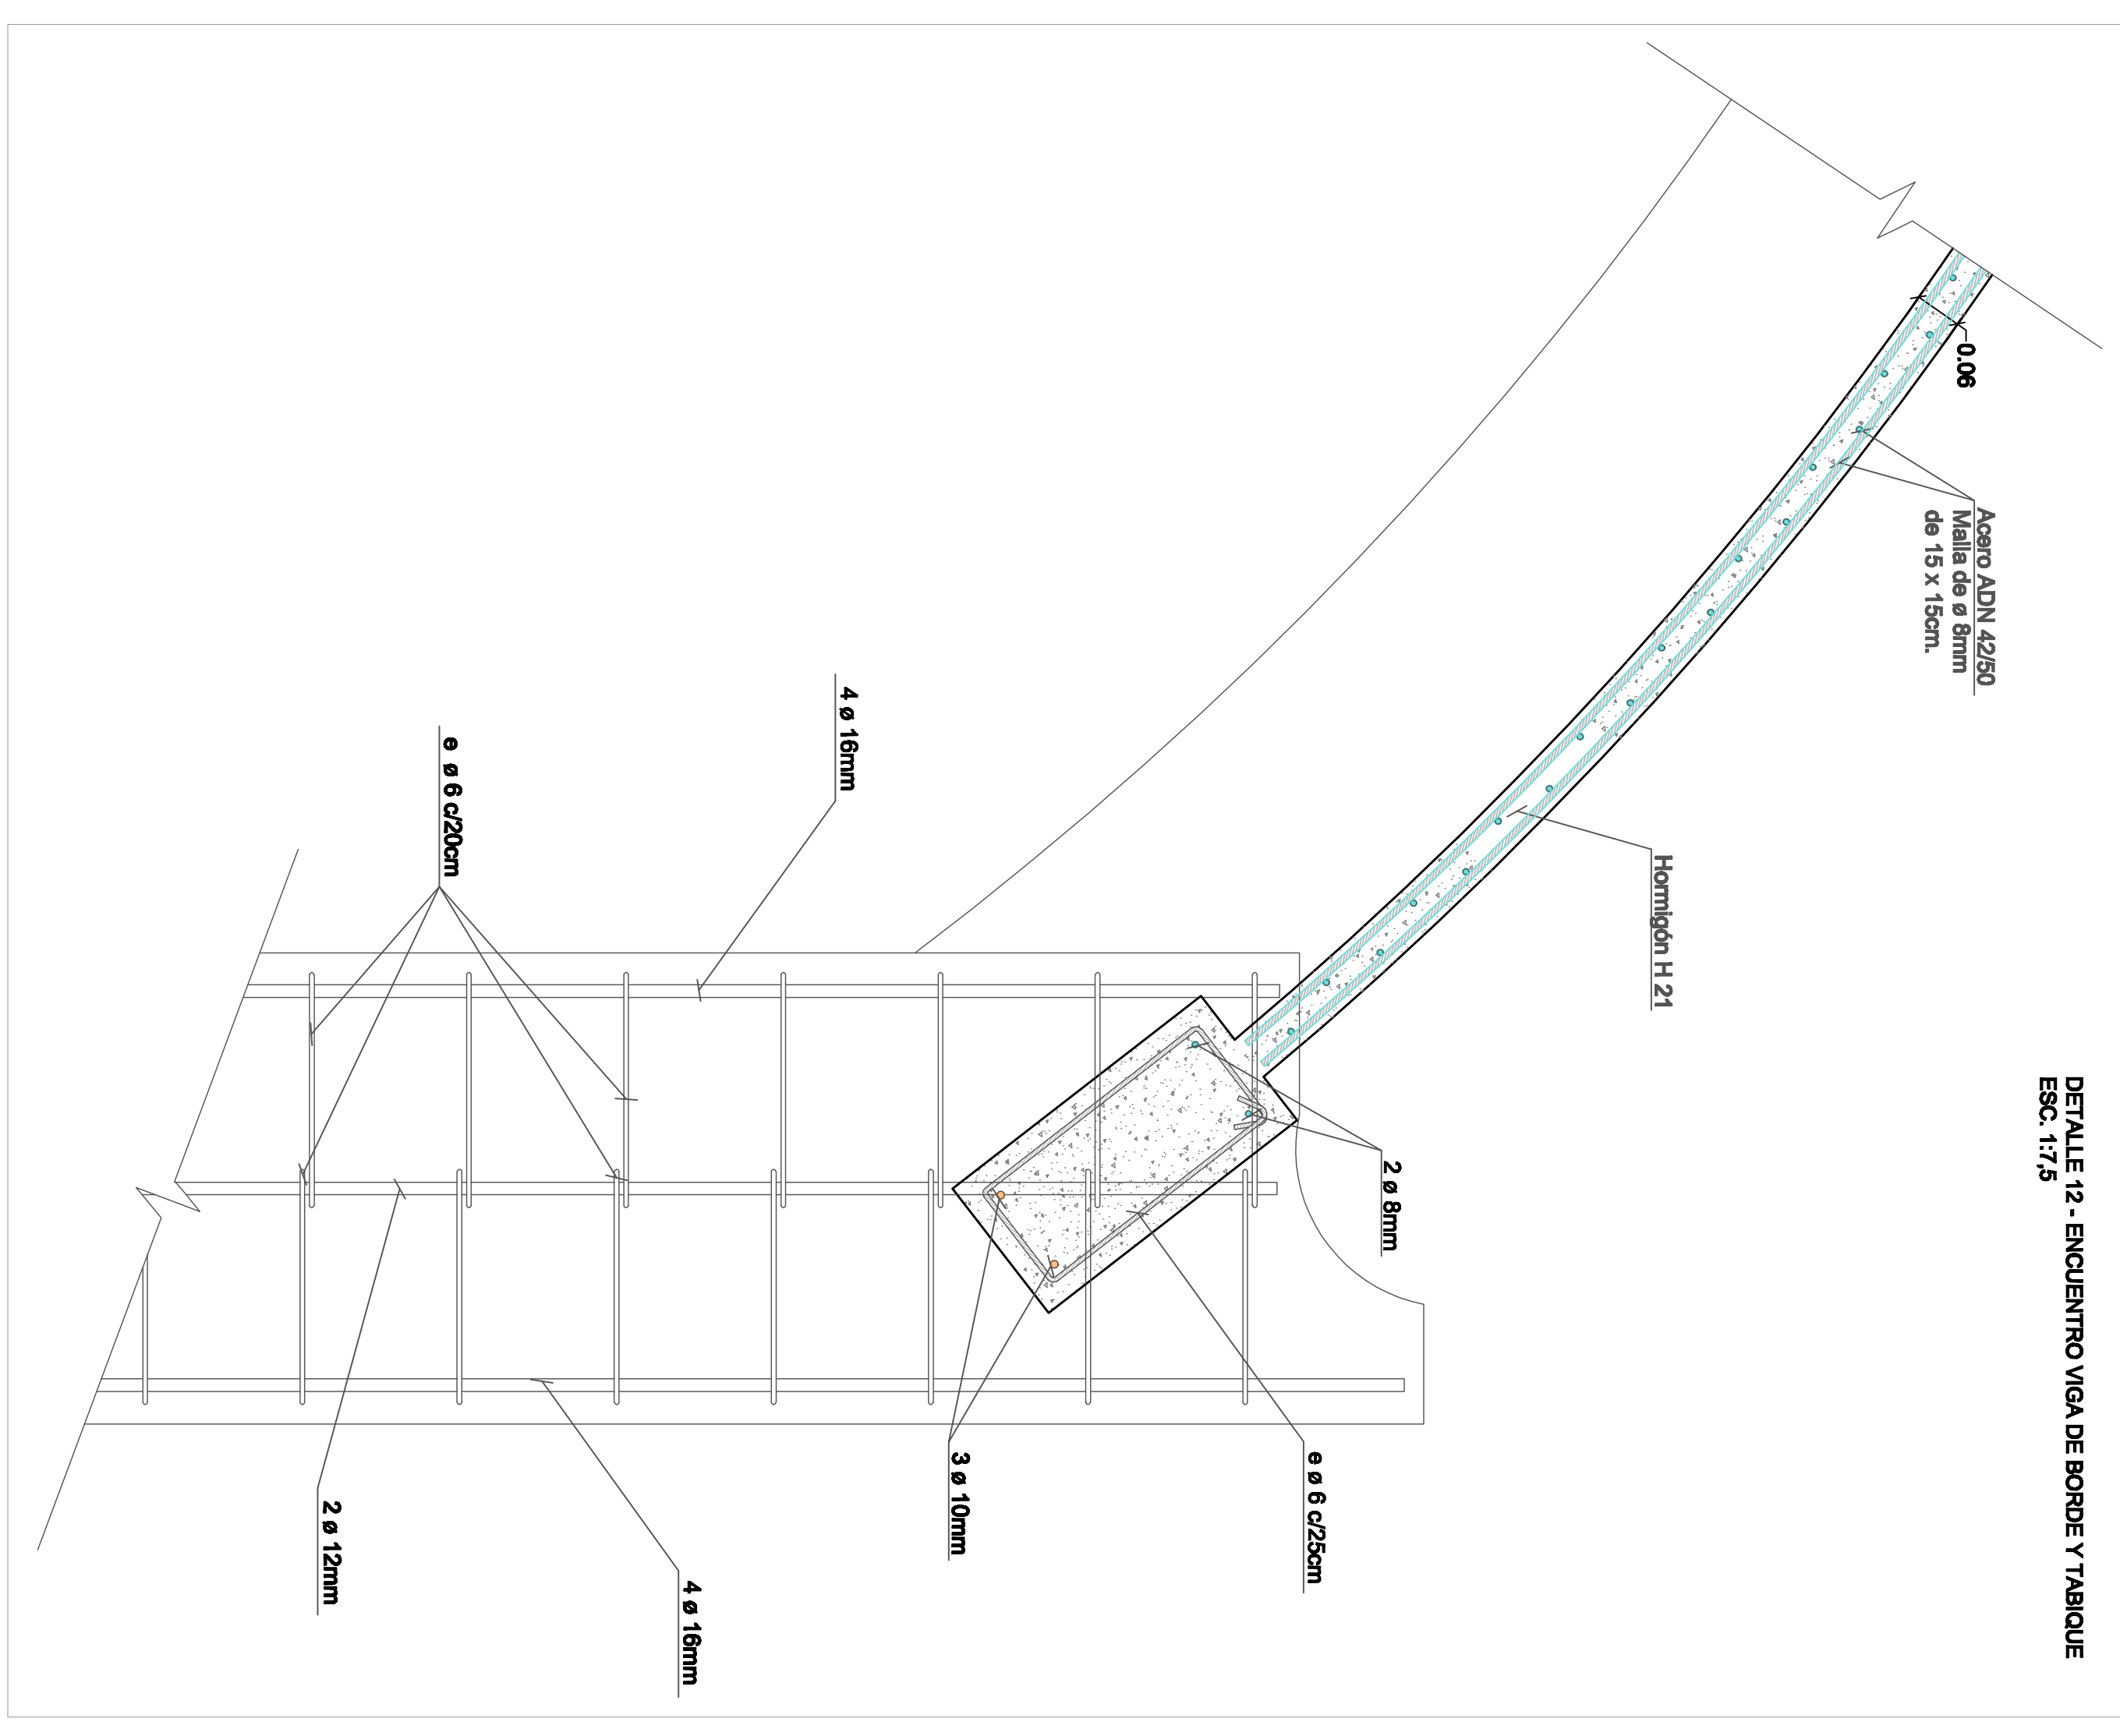 DETALLE 12 - ENCUENTRO VIGA DE BORDE Y TABIQUE
ESC. 1:7,5
0.06
Acero ADN 42/50
Malla de ø 8mm
de 15 x 15cm.
Hormigón H 21
2 ø 8mm
e ø 6 c/25cm
3 ø 10mm
4 ø 16mm
4 ø 16mm
e ø 6 c/20cm
2 ø 12mm